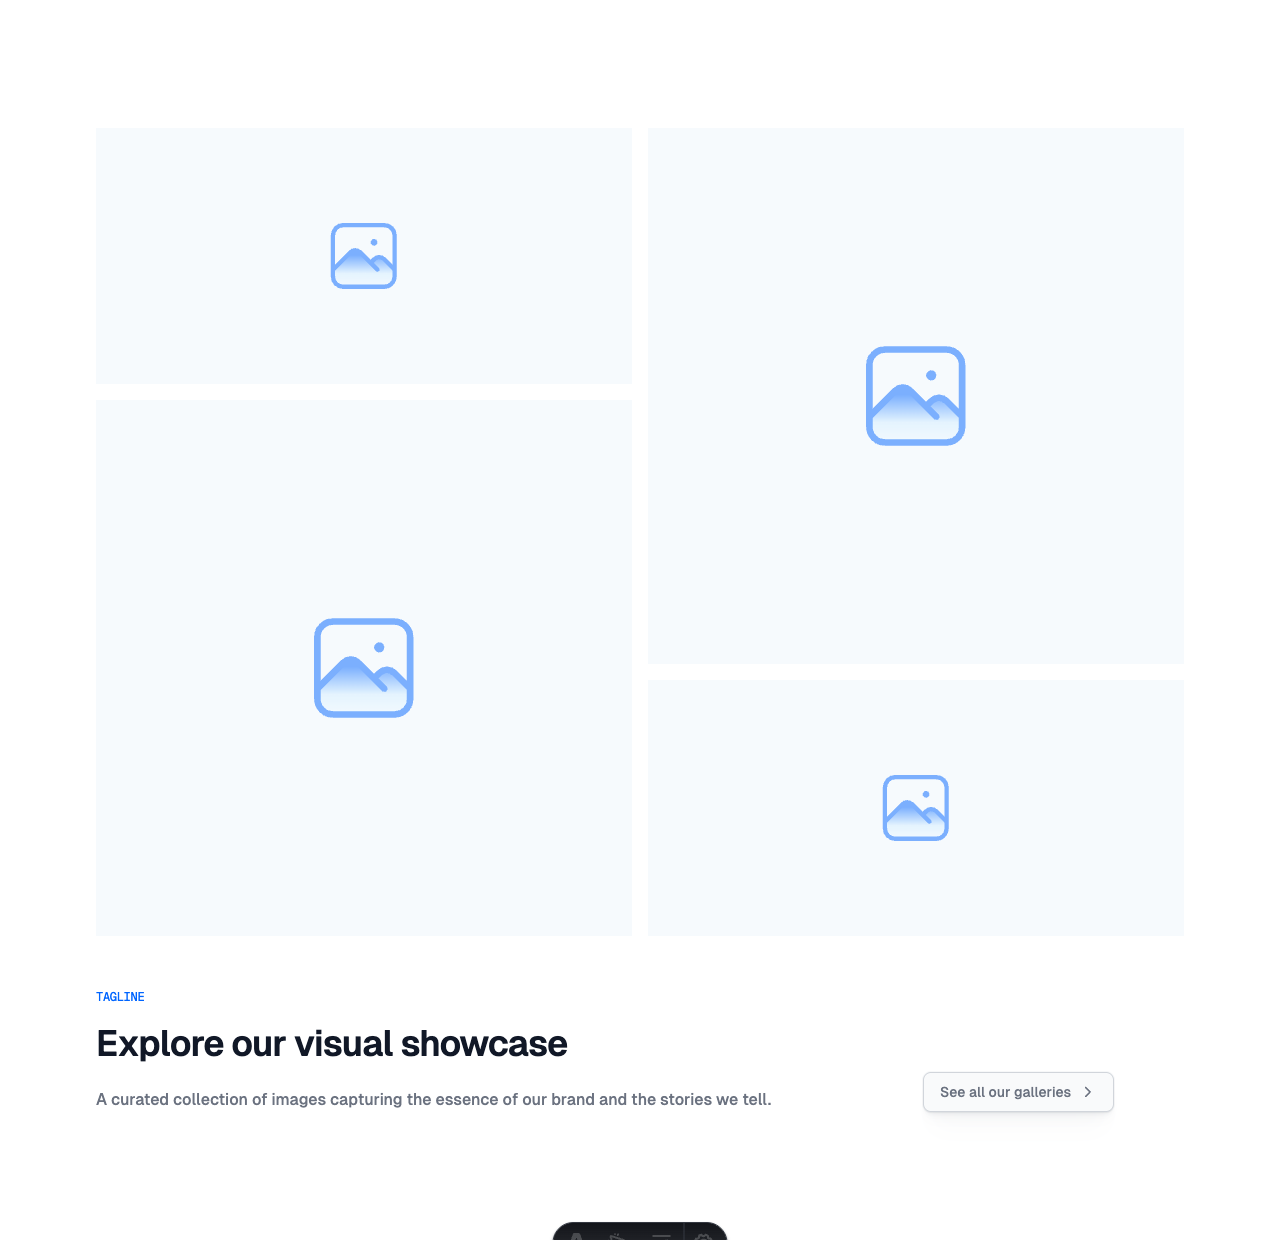 TAGLINE
Explore our visual showcase
A curated collection of images capturing the essence of our brand and the stories we tell.
See all our galleries